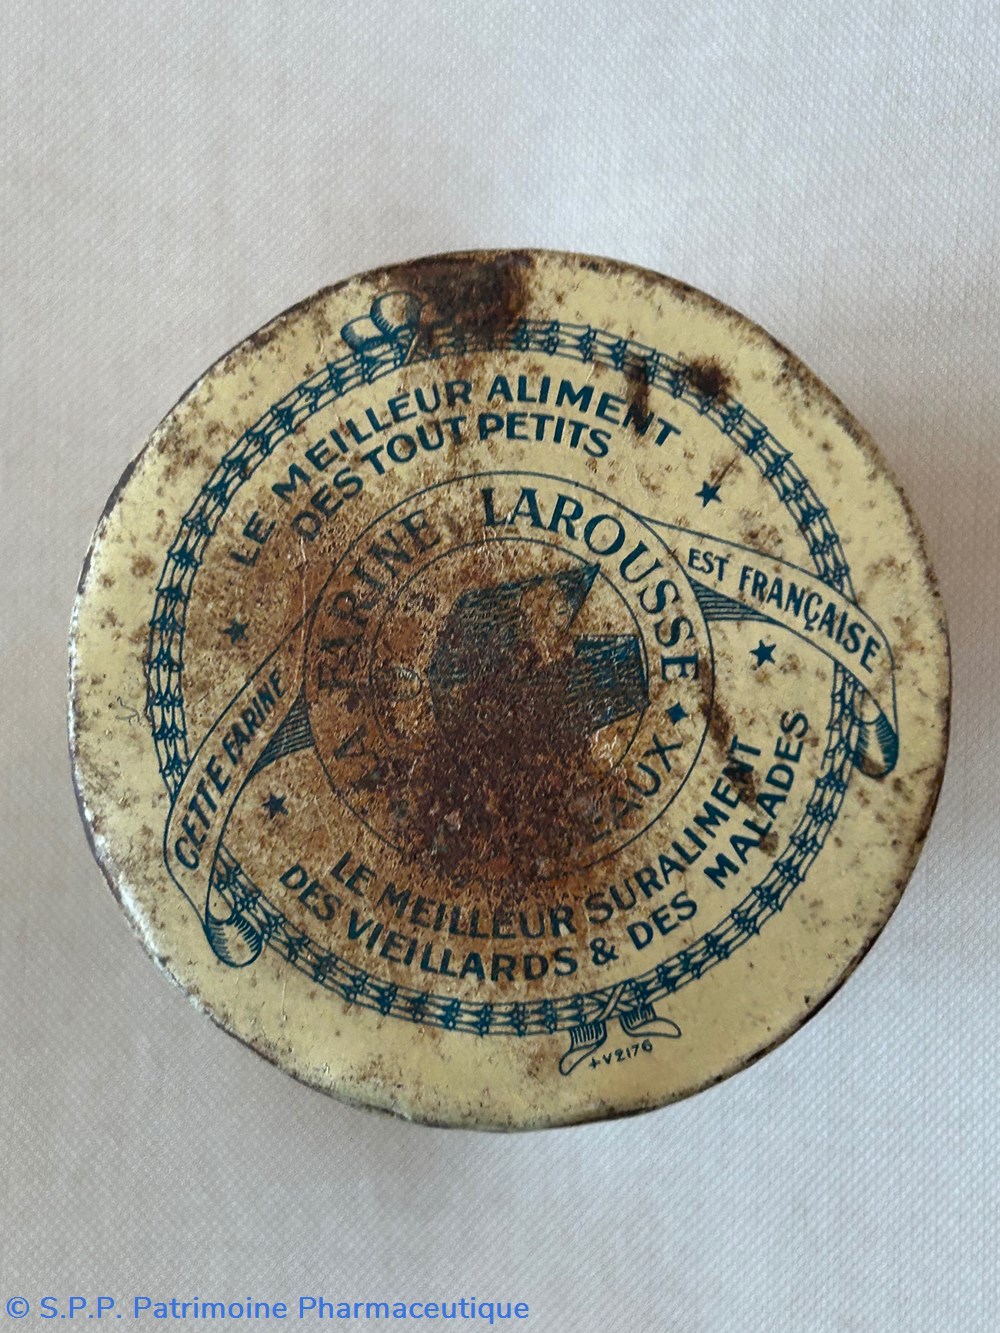 LE MEILLEUR ALIMENT
DES TOUT PETITS
LA FARINE LAROUSSE
CETTE FARINE
EST FRANÇAISE
LE MEILLEUR SURALIMENT
DES VIEILLARDS & DES MALADES
+V2176
© S.P.P. Patrimoine Pharmaceutique